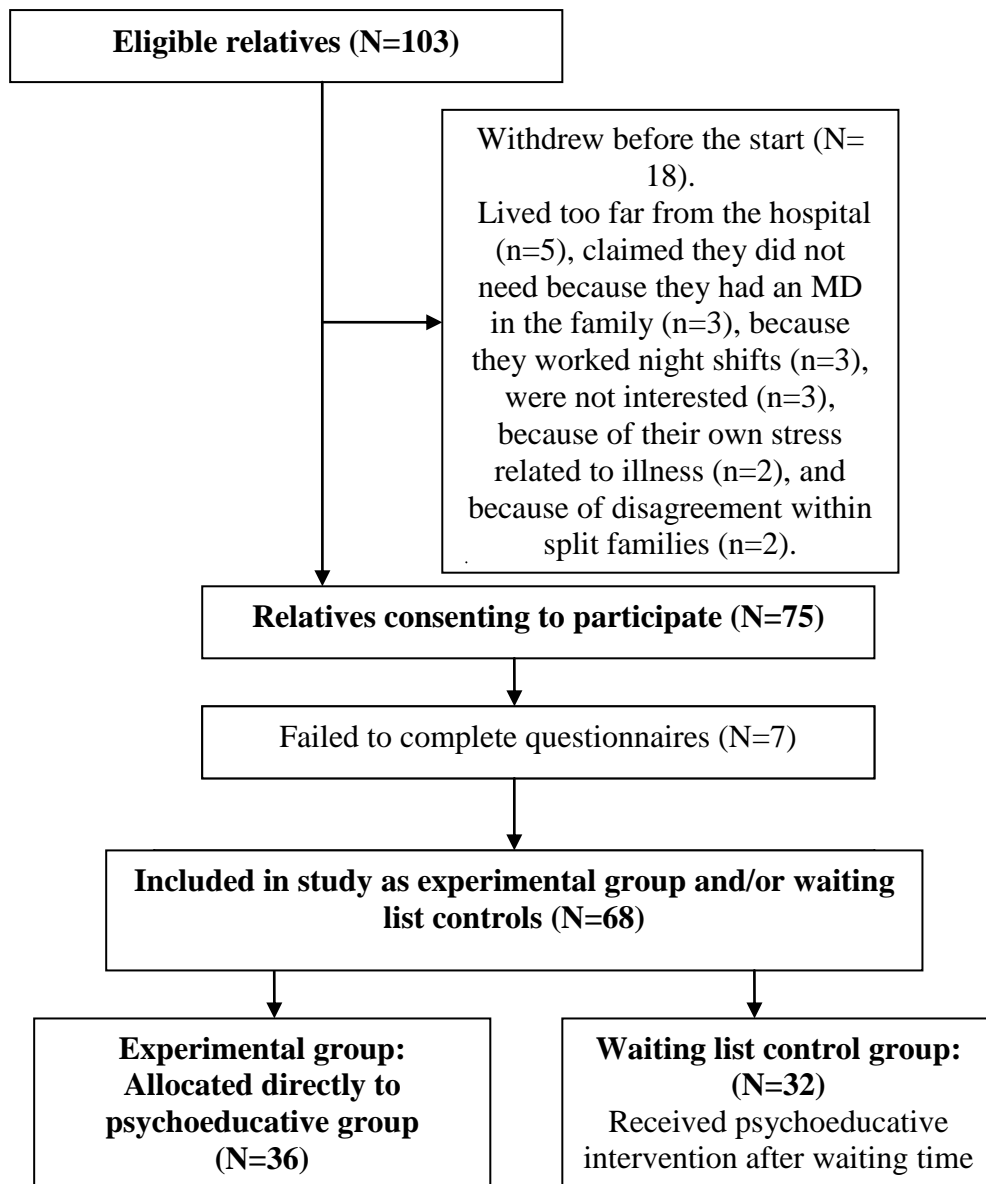 Eligible relatives (N=103)
Withdrew before the start (N=
18).
Lived too far from the hospital
(n=5), claimed they did not
need because they had an MD
in the family (n=3), because
they worked night shifts (n=3),
were not interested (n=3),
because of their own stress
related to illness (n=2), and
because of disagreement within
split families (n=2).
.
Relatives consenting to participate (N=75)
Failed to complete questionnaires (N=7)
Included in study as experimental group and/or waiting
list controls (N=68)
Experimental group:
Allocated directly to
psychoeducative group
(N=36)
Waiting list control group:
(N=32)
Received psychoeducative
intervention after waiting time